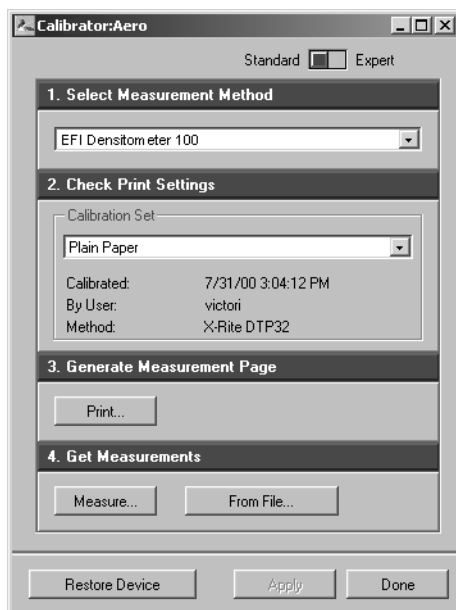 Calibrator:Aero
Standard Expert
1. Select Measurement Method
EFI Densitometer 100
2. Check Print Settings
Calibration Set
Plain Paper
Calibrated: 7/31/00 3:04:12 PM
By User: victori
Method: X-Rite DTP32
3. Generate Measurement Page
Print...
4. Get Measurements
Measure... From File...
Restore Device Apply Done